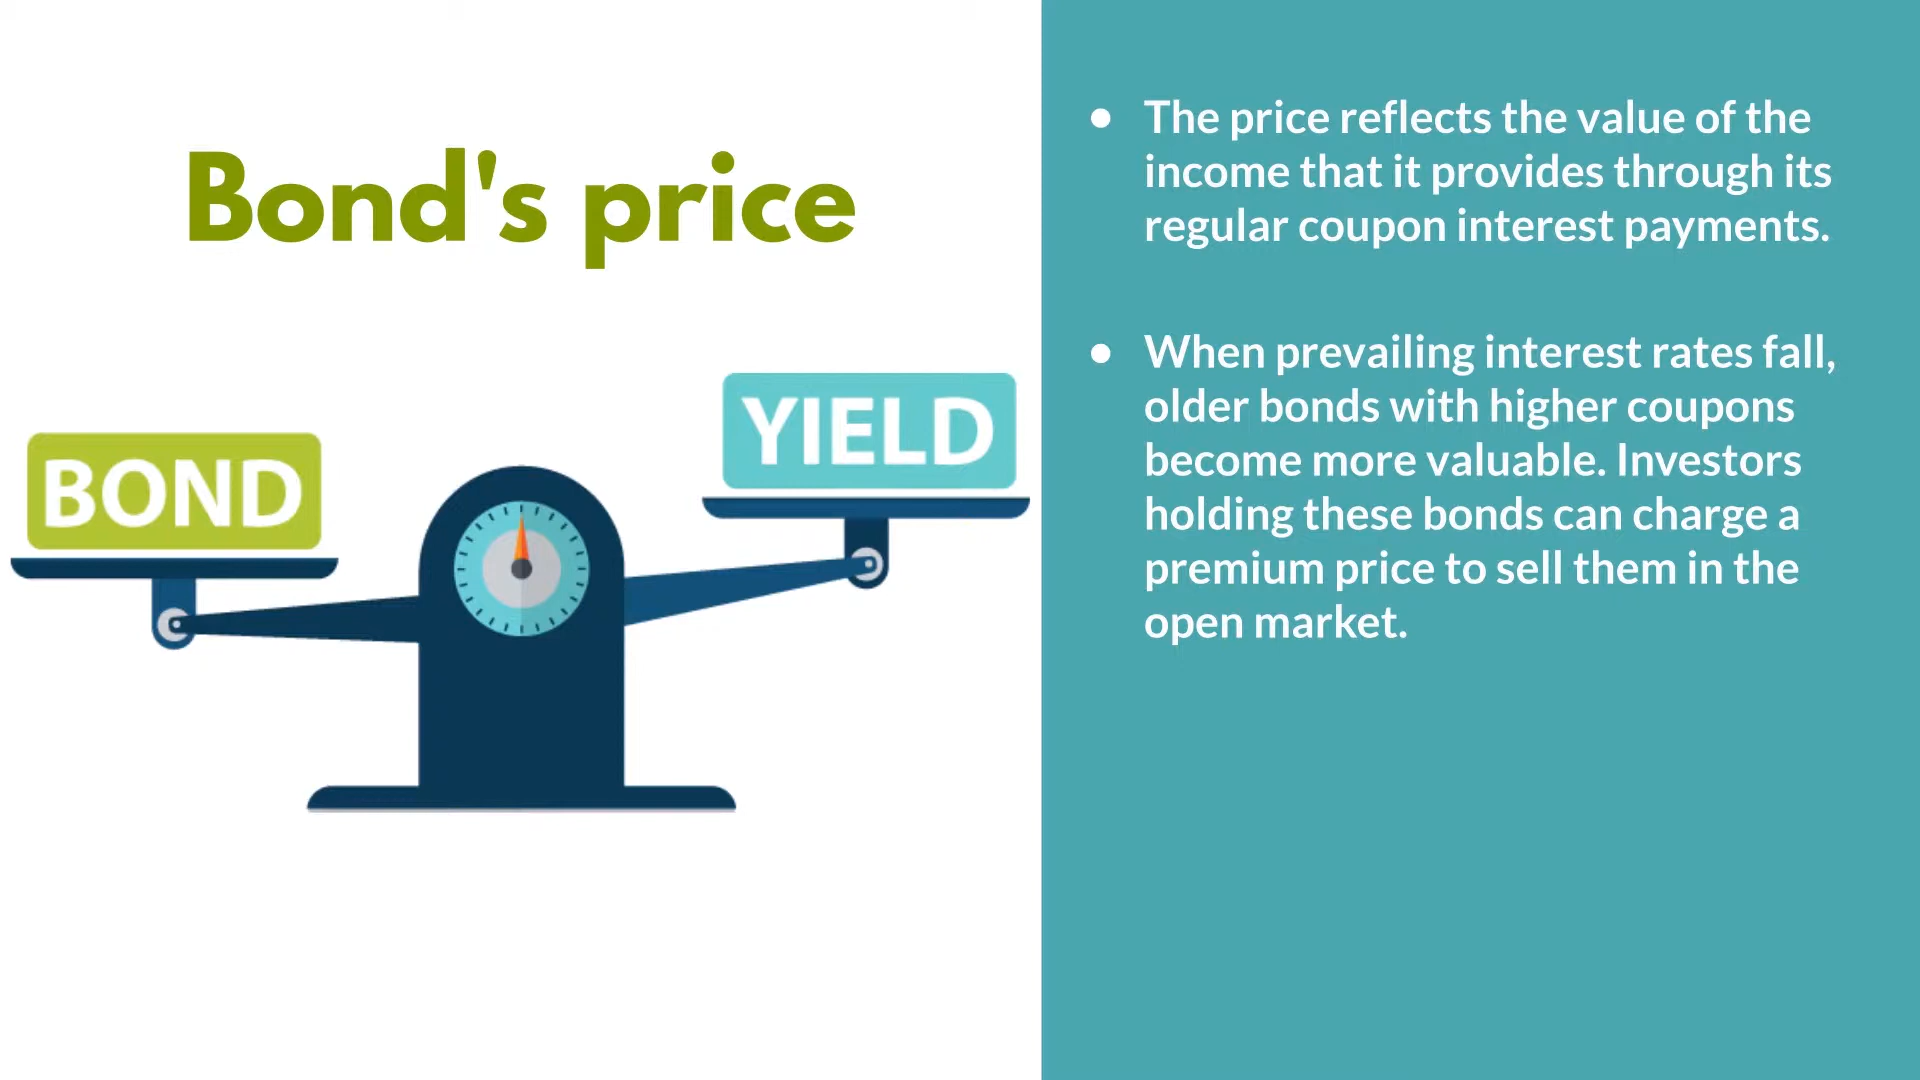 Bond's price
BOND
YIELD
● The price reflects the value of the
income that it provides through its
regular coupon interest payments.
● When prevailing interest rates fall,
older bonds with higher coupons
become more valuable. Investors
holding these bonds can charge a
premium price to sell them in the
open market.